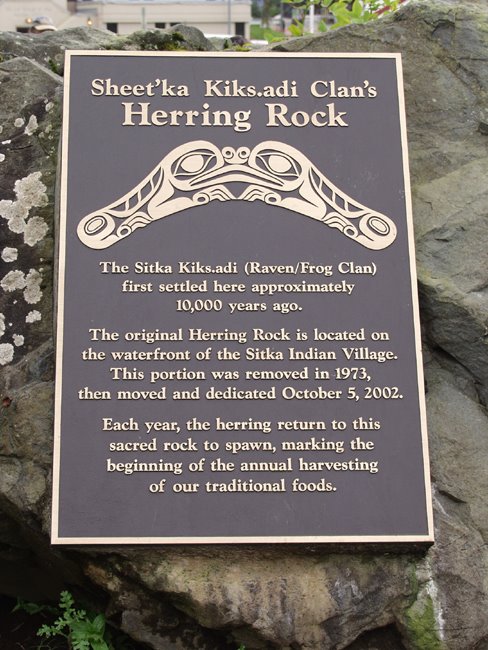 Sheet'ka Kiks.adi Clan's
Herring Rock
The Sitka Kiks.adi (Raven/Frog Clan)
first settled here approximately
10,000 years ago.
The original Herring Rock is located on
the waterfront of the Sitka Indian Village.
This portion was removed in 1973,
then moved and dedicated October 5, 2002.
Each year, the herring return to this
sacred rock to spawn, marking the
beginning of the annual harvesting
of our traditional foods.